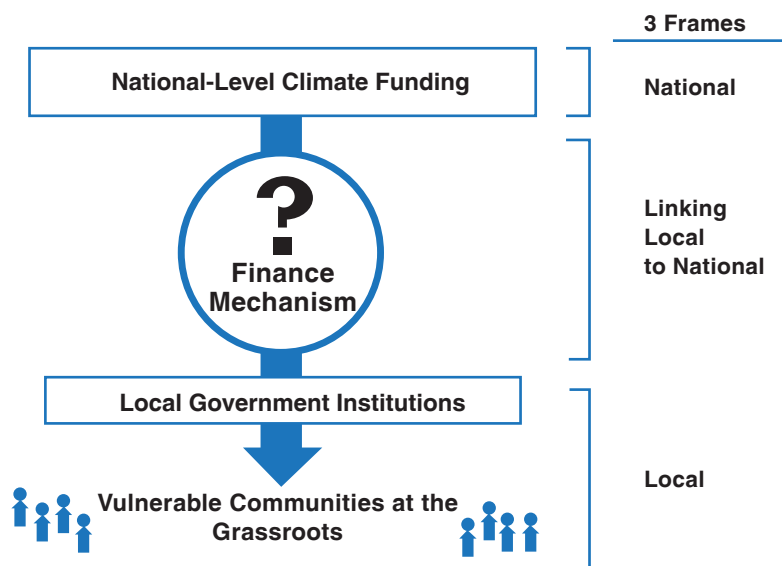 3 Frames
National-Level Climate Funding
National
?
Finance
Mechanism
Linking
Local
to National
Local Government Institutions
Vulnerable Communities at the
Grassroots
Local